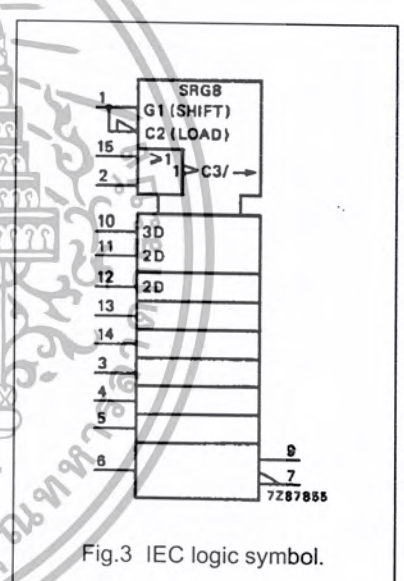 SRG8
1 G1 (SHIFT)
C2 (LOAD)
15 >1
2 1 C3/
10 3D
11 2D
12 2D
13
14
3
4
5
6
9
7
7Z87855
Fig.3 IEC logic symbol.